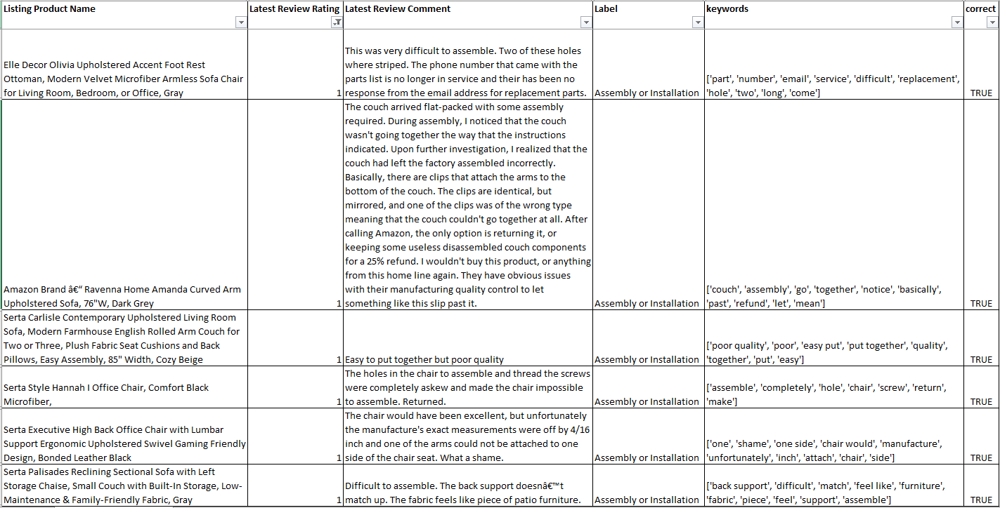 Listing Product Name
Latest Review Rating
Latest Review Comment
Label
keywords
correct
Elle Decor Olivia Upholstered Accent Foot Rest
Ottoman, Modern Velvet Microfiber Armless Sofa Chair
for Living Room, Bedroom, or Office, Gray
1
This was very difficult to assemble. Two of these holes
where striped. The phone number that came with the
parts list is no longer in service and their has been no
response from the email address for replacement parts.
Assembly or Installation
['part', 'number', 'email', 'service', 'difficult', 'replacement',
'hole', 'two', 'long', 'come']
TRUE
Amazon Brand â€“ Ravenna Home Amanda Curved Arm
Upholstered Sofa, 76"W, Dark Grey
1
The couch arrived flat-packed with some assembly
required. During assembly, I noticed that the couch
wasn't going together the way that the instructions
indicated. Upon further investigation, I realized that the
couch had left the factory assembled incorrectly.
Basically, there are clips that attach the arms to the
bottom of the couch. The clips are identical, but
mirrored, and one of the clips was of the wrong type
meaning that the couch couldn't go together at all. After
calling Amazon, the only option is returning it, or
keeping some useless disassembled couch components
for a 25% refund. I wouldn't buy this product, or anything
from this home line again. They have obvious issues
with their manufacturing quality control to let
something like this slip past it.
Assembly or Installation
['couch', 'assembly', 'go', 'together', 'notice', 'basically',
'past', 'refund', 'let', 'mean']
TRUE
Serta Carlisle Contemporary Upholstered Living Room
Sofa, Modern Farmhouse English Rolled Arm Couch for
Two or Three, Plush Fabric Seat Cushions and Back
Pillows, Easy Assembly, 85" Width, Cozy Beige
1
Easy to put together but poor quality
Assembly or Installation
['poor quality', 'poor', 'easy put', 'put together', 'quality',
'together', 'put', 'easy']
TRUE
Serta Style Hannah I Office Chair, Comfort Black
Microfiber,
1
The holes in the chair to assemble and thread the screws
were completely askew and made the chair impossible
to assemble. Returned.
Assembly or Installation
['assemble', 'completely', 'hole', 'chair', 'screw', 'return',
'make']
TRUE
Serta Executive High Back Office Chair with Lumbar
Support Ergonomic Upholstered Swivel Gaming Friendly
Design, Bonded Leather Black
1
The chair would have been excellent, but unfortunately
the manufacture's exact measurements were off by 4/16
inch and one of the arms could not be attached to one
side of the chair seat. What a shame.
Assembly or Installation
['one', 'shame', 'one side', 'chair would', 'manufacture',
'unfortunately', 'inch', 'attach', 'chair', 'side']
TRUE
Serta Palisades Reclining Sectional Sofa with Left
Storage Chaise, Small Couch with Built-In Storage, Low-
Maintenance & Family-Friendly Fabric, Gray
1
Difficult to assemble. The back support doesnâ€™t
match up. The fabric feels like piece of patio furniture.
Assembly or Installation
['back support', 'difficult', 'match', 'feel like', 'furniture',
'fabric', 'piece', 'feel', 'support', 'assemble']
TRUE